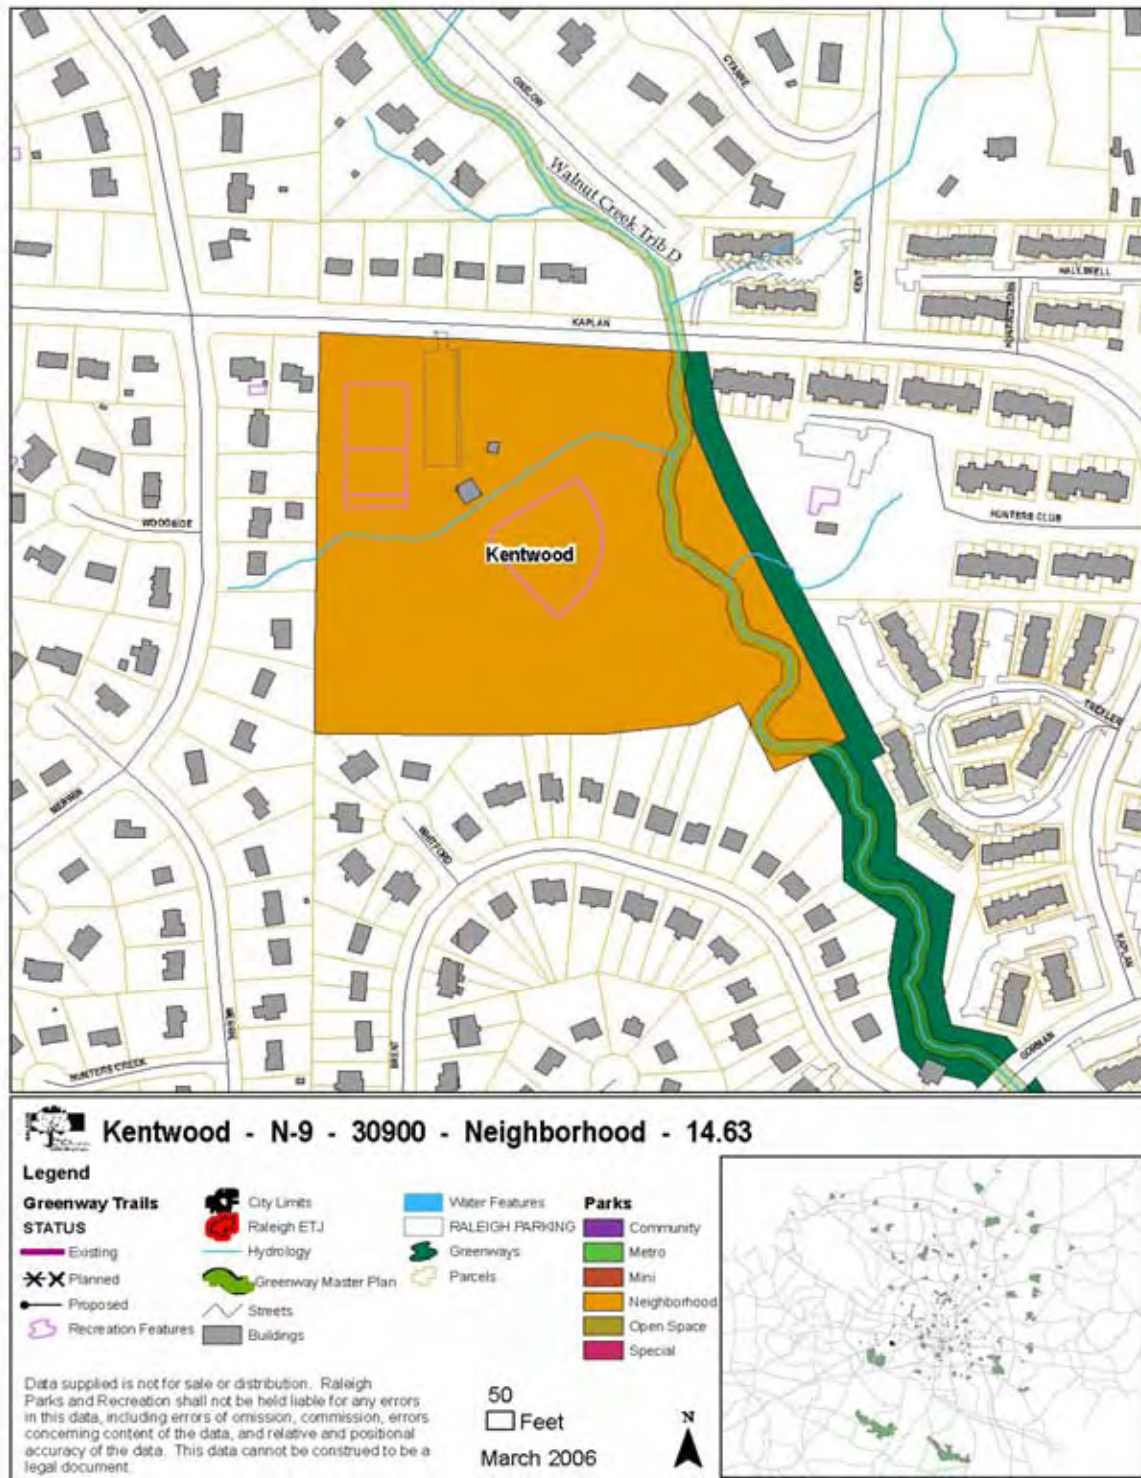 ONSLOW
CYANNE
Walnut Creek Trib D
KENT
KAPLAN
WOODSIDE
HUNTERS CLUB
Kentwood
TREXLER
MERWIN
WHITFORD
KAPLAN
BRENT
GORMAN
HUNTERS CREEK
Kentwood - N-9 - 30900 - Neighborhood - 14.63
Legend
Greenway Trails
STATUS
Existing
Planned
Proposed
Recreation Features
City Limits
Raleigh ETJ
Hydrology
Greenway Master Plan
Streets
Buildings
Water Features
RALEIGH.PARKING
Greenways
Parcels
Parks
Community
Metro
Mini
Neighborhood
Open Space
Special
Data supplied is not for sale or distribution. Raleigh
Parks and Recreation shall not be held liable for any errors
in this data, including errors of omission, commission, errors
concerning content of the data, and relative and positional
accuracy of the data. This data cannot be construed to be a
legal document.
50
Feet
March 2006
N